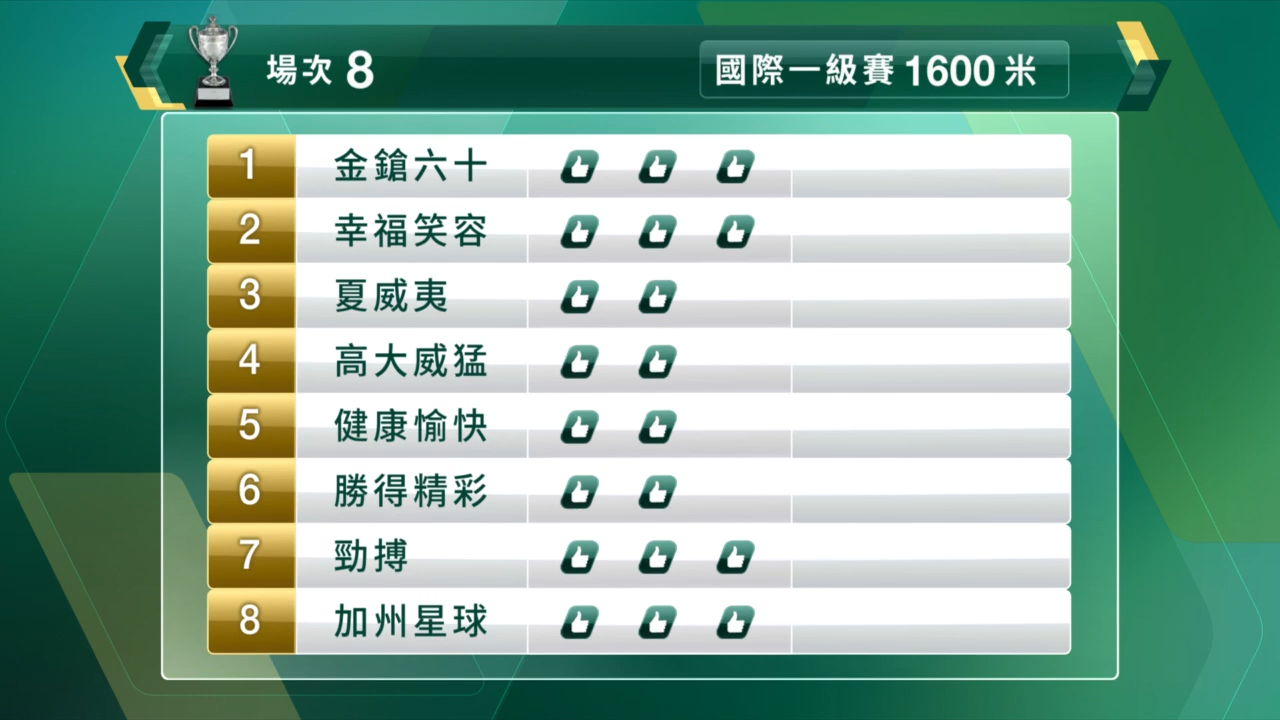 場次 8
國際一級賽 1600 米
1 金鎗六十
2 幸福笑容
3 夏威夷
4 高大威猛
5 健康愉快
6 勝得精彩
7 勁搏
8 加州星球